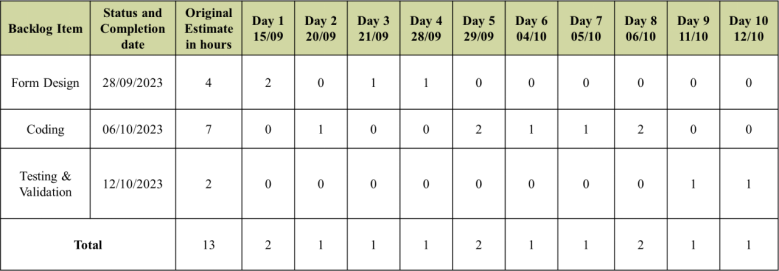 Backlog Item Status and Completion date Original Estimate in hours Day 1 15/09 Day 2 20/09 Day 3 21/09 Day 4 28/09 Day 5 29/09 Day 6 04/10 Day 7 05/10 Day 8 06/10 Day 9 11/10 Day 10 12/10
Form Design 28/09/2023 4 2 0 1 1 0 0 0 0 0 0
Coding 06/10/2023 7 0 1 0 0 2 1 1 2 0 0
Testing & Validation 12/10/2023 2 0 0 0 0 0 0 0 0 1 1
Total 13 2 1 1 1 2 1 1 2 1 1